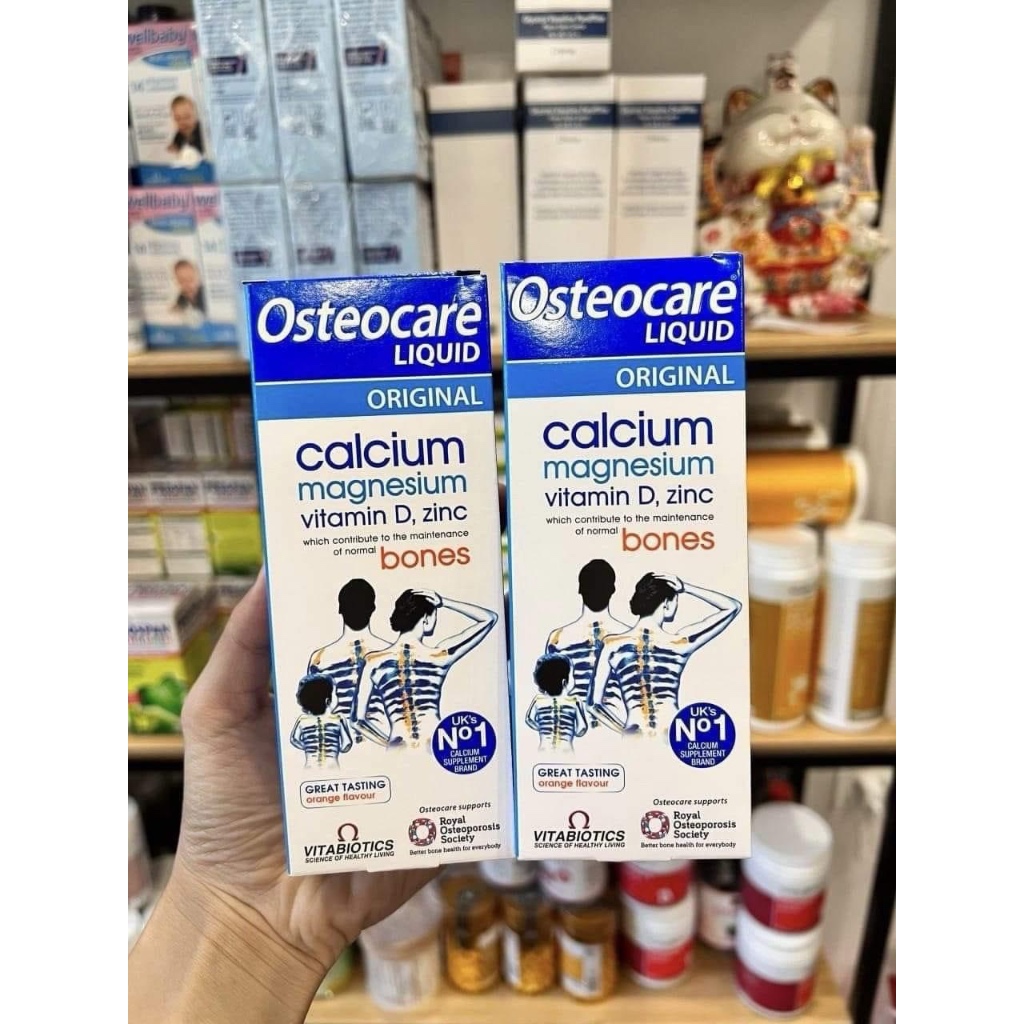 wellbaby
wellbaby
Osteocare®
LIQUID
ORIGINAL
calcium
magnesium
vitamin D, zinc
which contribute to the maintenance
of normal bones
UK's
Nº1
CALCIUM
SUPPLEMENT
BRAND
GREAT TASTING
orange flavour
Osteocare supports
Royal
Osteoporosis
Society
Better bone health for everybody
VITABIOTICS
SCIENCE OF HEALTHY LIVING
Osteocare®
LIQUID
ORIGINAL
calcium
magnesium
vitamin D, zinc
which contribute to the maintenance
of normal bones
UK's
Nº1
CALCIUM
SUPPLEMENT
BRAND
GREAT TASTING
orange flavour
Osteocare supports
Royal
Osteoporosis
Society
Better bone health for everybody
VITABIOTICS
SCIENCE OF HEALTHY LIVING